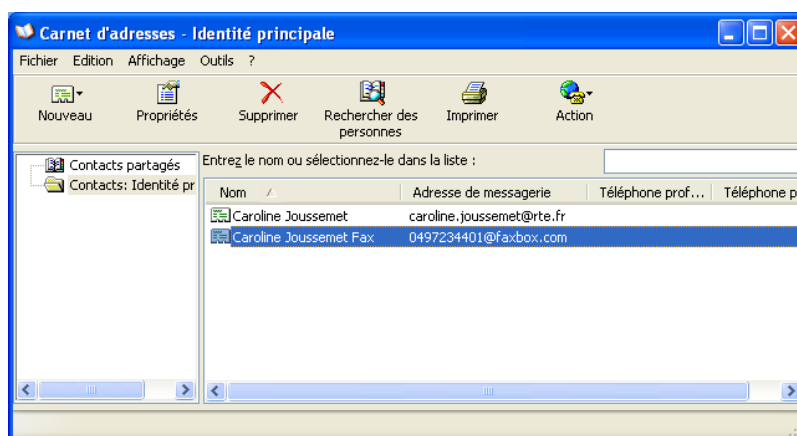 Carnet d'adresses - Identité principale
Fichier Edition Affichage Outils ?
Nouveau Propriétés Supprimer Rechercher des personnes Imprimer Action
Contacts partagés
Contacts: Identité pr
Entrez le nom ou sélectionnez-le dans la liste :
Nom Adresse de messagerie Téléphone prof... Téléphone p
Caroline Joussemet caroline.joussemet@rte.fr
Caroline Joussemet Fax 0497234401@faxbox.com